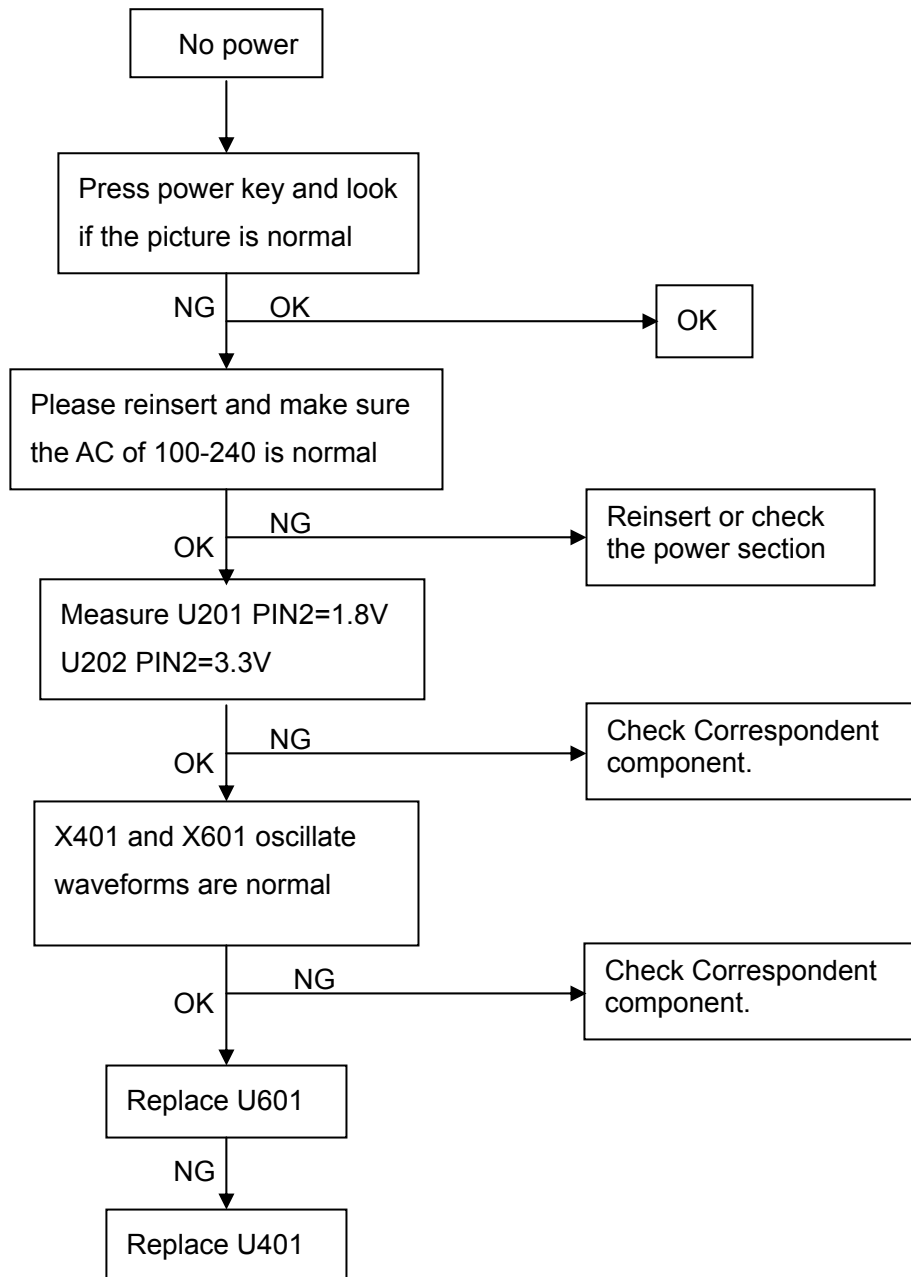 No power
Press power key and look
if the picture is normal
NG
OK
OK
Please reinsert and make sure
the AC of 100-240 is normal
NG
OK
Reinsert or check
the power section
Measure U201 PIN2=1.8V
U202 PIN2=3.3V
NG
OK
Check Correspondent
component.
X401 and X601 oscillate
waveforms are normal
NG
OK
Check Correspondent
component.
Replace U601
NG
Replace U401